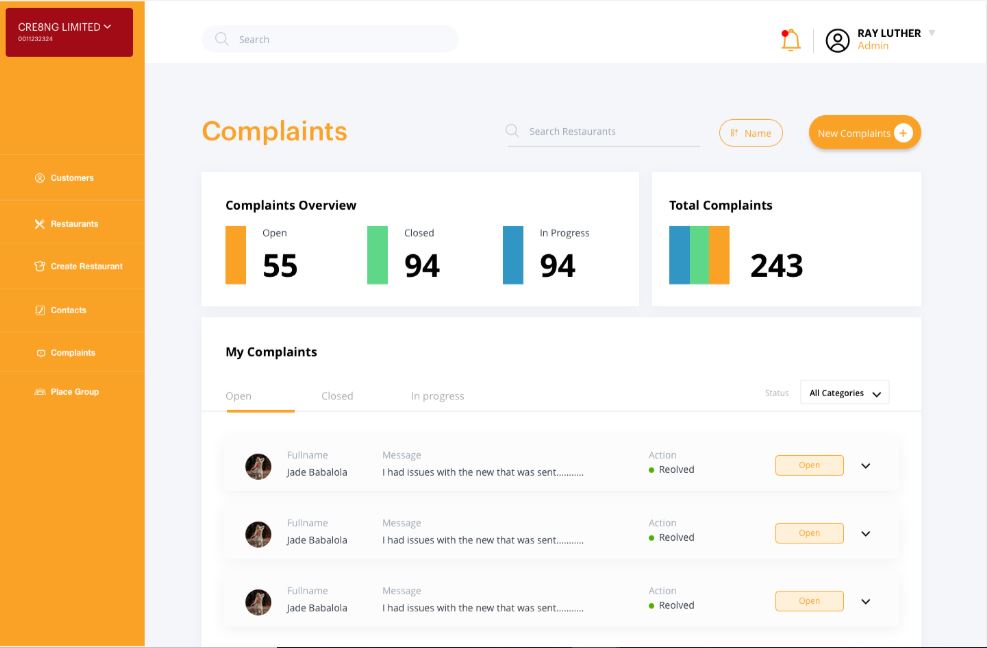 CRE8NG LIMITED
0011232324
Search
RAY LUTHER
Admin
Customers
Restaurants
Create Restaurant
Contacts
Complaints
Place Group
Complaints
Search Restaurants
Name
New Complaints
Complaints Overview
Open
55
Closed
94
In Progress
94
Total Complaints
243
My Complaints
Open Closed In progress
Status All Categories
Fullname Message Action
Jade Babalola I had issues with the new that was sent........... Reolved
Open
Fullname Message Action
Jade Babalola I had issues with the new that was sent........... Reolved
Open
Fullname Message Action
Jade Babalola I had issues with the new that was sent........... Reolved
Open